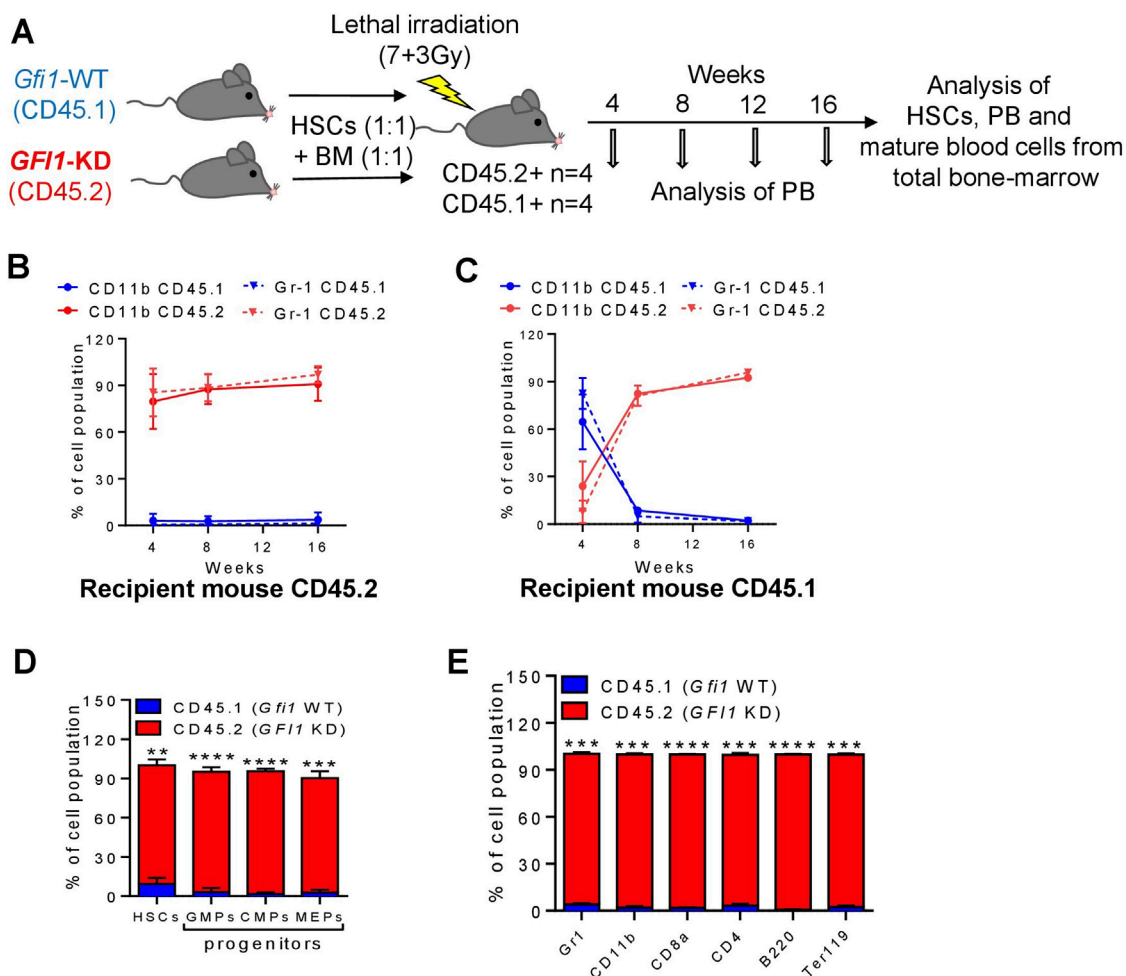 A
Gfi1-WT
(CD45.1)
GFI1-KD
(CD45.2)
Lethal irradiation
(7+3Gy)
HSCs (1:1)
+ BM (1:1)
CD45.2+ n=4
CD45.1+ n=4
Weeks
4 8 12 16
Analysis of PB
Analysis of
HSCs, PB and
mature blood cells from
total bone-marrow
B
CD11b CD45.1 Gr-1 CD45.1
CD11b CD45.2 Gr-1 CD45.2
% of cell population
120
90
60
30
0
4 8 12 16
Weeks
Recipient mouse CD45.2
C
CD11b CD45.1 Gr-1 CD45.1
CD11b CD45.2 Gr-1 CD45.2
% of cell population
120
90
60
30
0
4 8 12 16
Weeks
Recipient mouse CD45.1
D
CD45.1 (Gfi1 WT)
CD45.2 (GFI1 KD)
% of cell population
150
120
90
60
30
0
** **** **** ***
HSCs GMPs CMPs MEPs
progenitors
E
CD45.1 (Gfi1 WT)
CD45.2 (GFI1 KD)
% of cell population
150
120
90
60
30
0
*** *** **** *** **** ***
Gr1 CD11b CD8a CD4 B220 Ter119